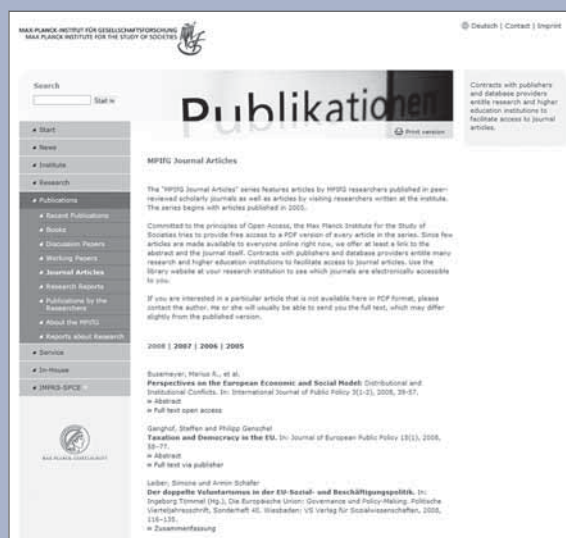 MAX-PLANCK-INSTITUT FÜR GESELLSCHAFTSFORSCHUNG
MAX PLANCK INSTITUTE FOR THE STUDY OF SOCIETIES
Deutsch | Contact | Imprint
Search
Start »
Publikationen
Print version
Contracts with publishers
and database providers
entitle research and higher
education institutions to
facilitate access to journal
articles.
Start
News
Institute
Research
Publications
Recent Publications
Books
Discussion Papers
Working Papers
Journal Articles
Research Reports
Publications by the
Researchers
About the MPIfG
Reports about Research
Service
In-House
IMPRS-SPCE
MAX-PLANCK-GESELLSCHAFT
MPIfG Journal Articles
The "MPIfG Journal Articles" series features articles by MPIfG researchers published in peer-
reviewed scholarly journals as well as articles by visiting researchers written at the institute.
The series begins with articles published in 2005.
Committed to the principles of Open Access, the Max Planck Institute for the Study of
Societies tries to provide free access to a PDF version of every article in the series. Since few
articles are made available to everyone online right now, we offer at least a link to the
abstract and the journal itself. Contracts with publishers and database providers entitle many
research and higher education institutions to facilitate access to journal articles. Use the
library website at your research institution to see which journals are electronically accessible
to you.
If you are interested in a particular article that is not available here in PDF format, please
contact the author. He or she will usually be able to send you the full text, which may differ
slightly from the published version.
2008 | 2007 | 2006 | 2005
Busemeyer, Marius R., et al.
Perspectives on the European Economic and Social Model: Distributional and
Institutional Conflicts. In: International Journal of Public Policy 3(1-2), 2008, 39-57.
» Abstract
» Full text open access
Ganghof, Steffen and Philipp Genschel
Taxation and Democracy in the EU. In: Journal of European Public Policy 15(1), 2008,
58–77.
» Abstract
» Full text via publisher
Leiber, Simone und Armin Schäfer
Der doppelte Voluntarismus in der EU-Sozial- und Beschäftigungspolitik. In:
Ingeborg Tömmel (Hg.), Die Europäische Union: Governance und Policy-Making. Politische
Vierteljahresschrift, Sonderheft 40. Wiesbaden: VS Verlag für Sozialwissenschaften, 2008,
116–135.
» Zusammenfassung